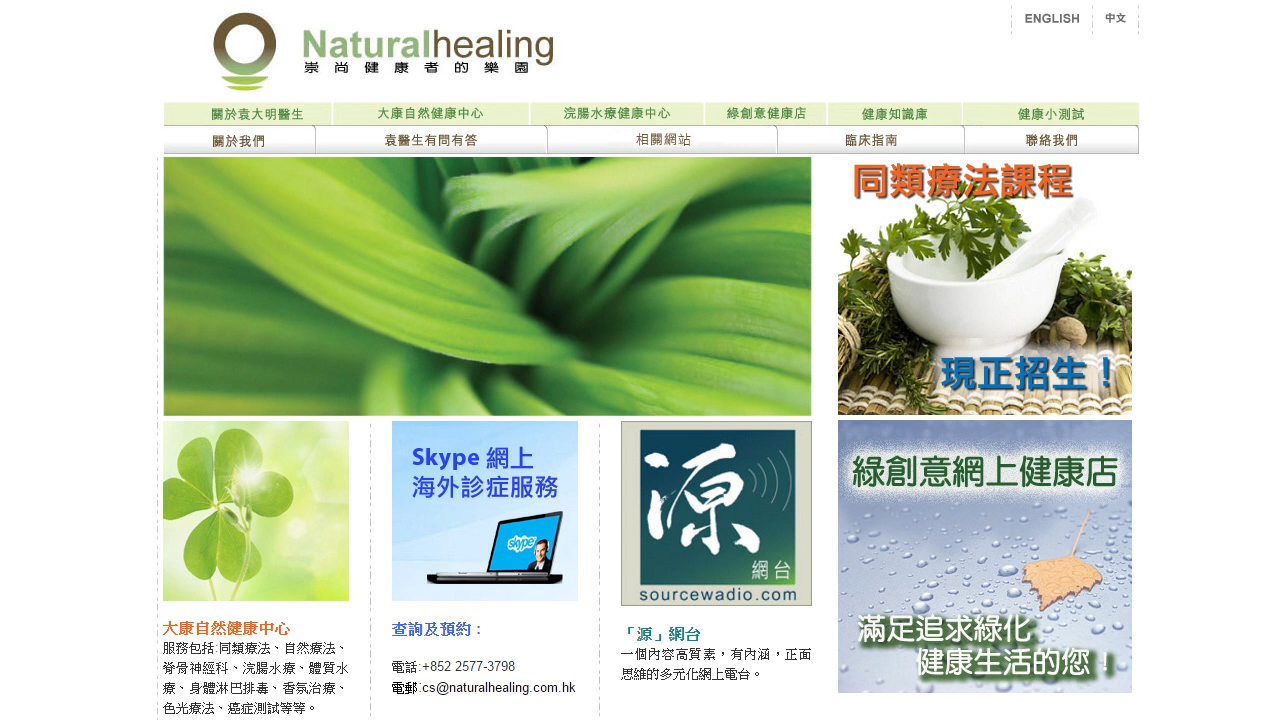 ENGLISH 中文
Naturalhealing
崇尚健康者的樂園
關於袁大明醫生 大康自然健康中心 浣腸水療健康中心 綠創意健康店 健康知識庫 健康小測試
關於我們 袁醫生有問有答 相關網站 臨床指南 聯絡我們
同類療法課程
現正招生！
Skype 網上
海外診症服務
skype
源
網台
sourcewadio.com
綠創意網上健康店
滿足追求綠化
健康生活的您！
大康自然健康中心
服務包括:同類療法、自然療法、
脊骨神經科、浣腸水療、體質水
療、身體淋巴排毒、香氛治療、
色光療法、癌症測試等等。
查詢及預約：
電話:+852 2577-3798
電郵:cs@naturalhealing.com.hk
「源」網台
一個內容高質素，有內涵，正面
思維的多元化網上電台。